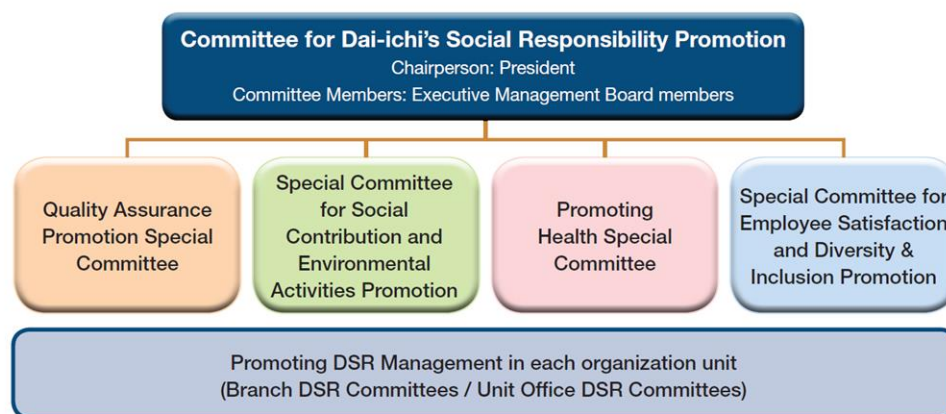 Committee for Dai-ichi's Social Responsibility Promotion
Chairperson: President
Committee Members: Executive Management Board members
Quality Assurance
Promotion Special
Committee
Special Committee
for Social
Contribution and
Environmental
Activities Promotion
Promoting
Health Special
Committee
Special Committee for
Employee Satisfaction
and Diversity &
Inclusion Promotion
Promoting DSR Management in each organization unit
(Branch DSR Committees / Unit Office DSR Committees)